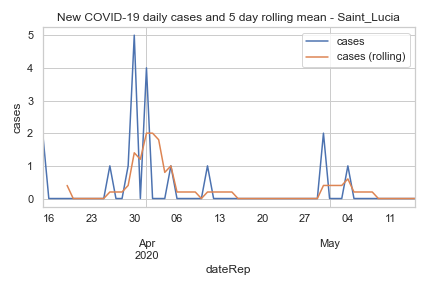 New COVID-19 daily cases and 5 day rolling mean - Saint_Lucia
cases
cases (rolling)
cases
5
4
3
2
1
0
16 23 30 06 13 20 27 04 11
Apr May
2020
dateRep